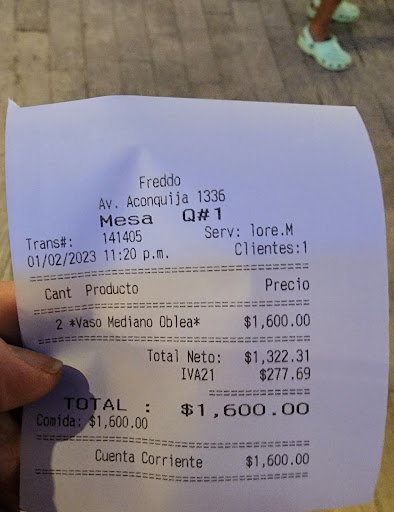 Freddo
Av. Aconquija 1336
Mesa Q#1
Trans#: 141405 Serv: lore.M
01/02/2023 11:20 p.m. Clientes:1
Cant Producto Precio
2 *Vaso Mediano Oblea* $1,600.00
Total Neto: $1,322.31
IVA21 $277.69
TOTAL : $1,600.00
Comida: $1,600.00
Cuenta Corriente $1,600.00